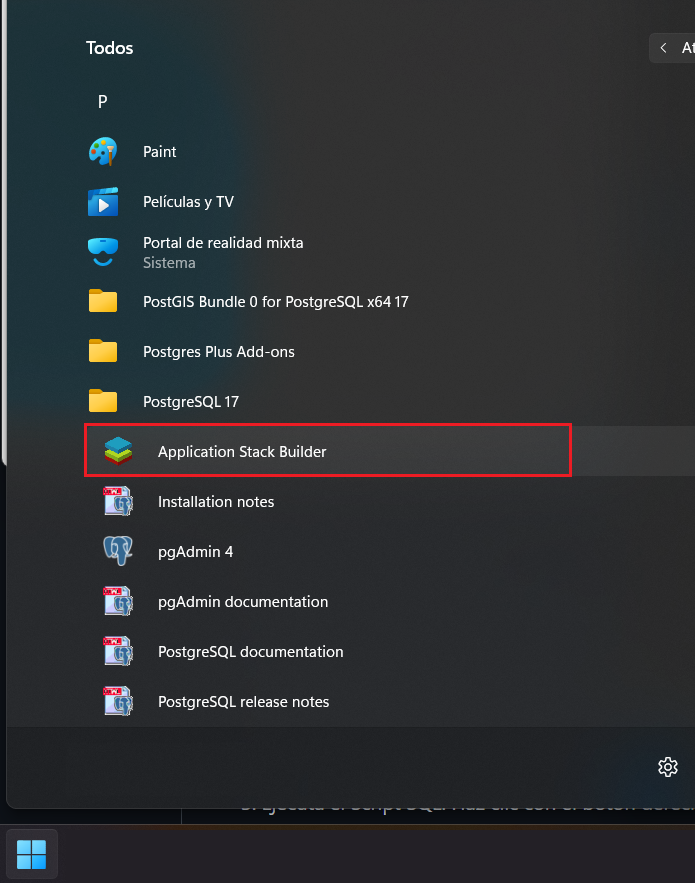 Todos
At
P
Paint
Películas y TV
Portal de realidad mixta
Sistema
PostGIS Bundle 0 for PostgreSQL x64 17
Postgres Plus Add-ons
PostgreSQL 17
Application Stack Builder
Installation notes
pgAdmin 4
pgAdmin documentation
PostgreSQL documentation
PostgreSQL release notes